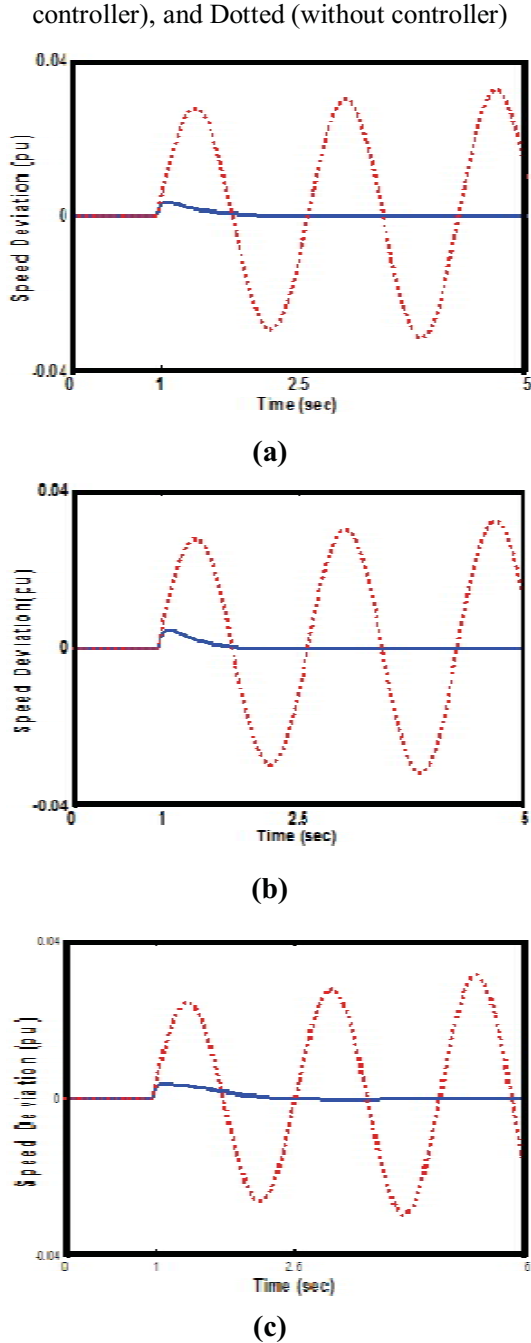 controller), and Dotted (without controller)
0.04
Speed Deviation (pu)
0
-0.04
0 1 2.5 5
Time (sec)
(a)
0.04
Speed Deviation(pu)
0
-0.04
0 1 2.5 5
Time (sec)
(b)
0.04
Speed Deviation (pu)
0
-0.04
0 1 2.6 6
Time (sec)
(c)